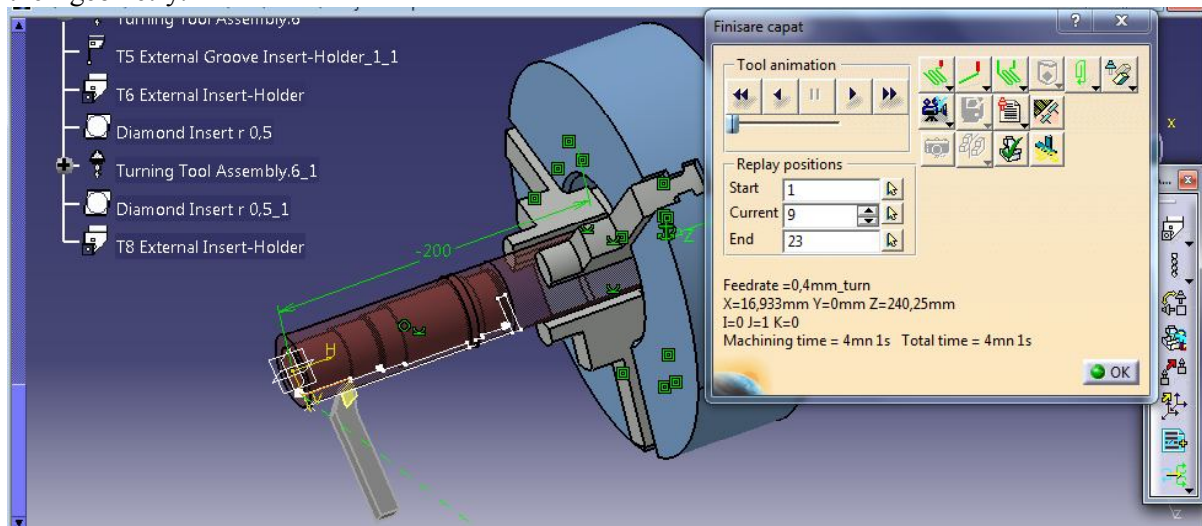 Turning Tool Assembly.6
T5 External Groove Insert-Holder_1_1
T6 External Insert-Holder
Diamond Insert r 0,5
Turning Tool Assembly.6_1
Diamond Insert r 0,5_1
T8 External Insert-Holder
-200
H
Z
Finisare capat
Tool animation
Replay positions
Start 1
Current 9
End 23
Feedrate =0,4mm_turn
X=16,933mm Y=0mm Z=240,25mm
I=0 J=1 K=0
Machining time = 4mn 1s Total time = 4mn 1s
OK
x
z